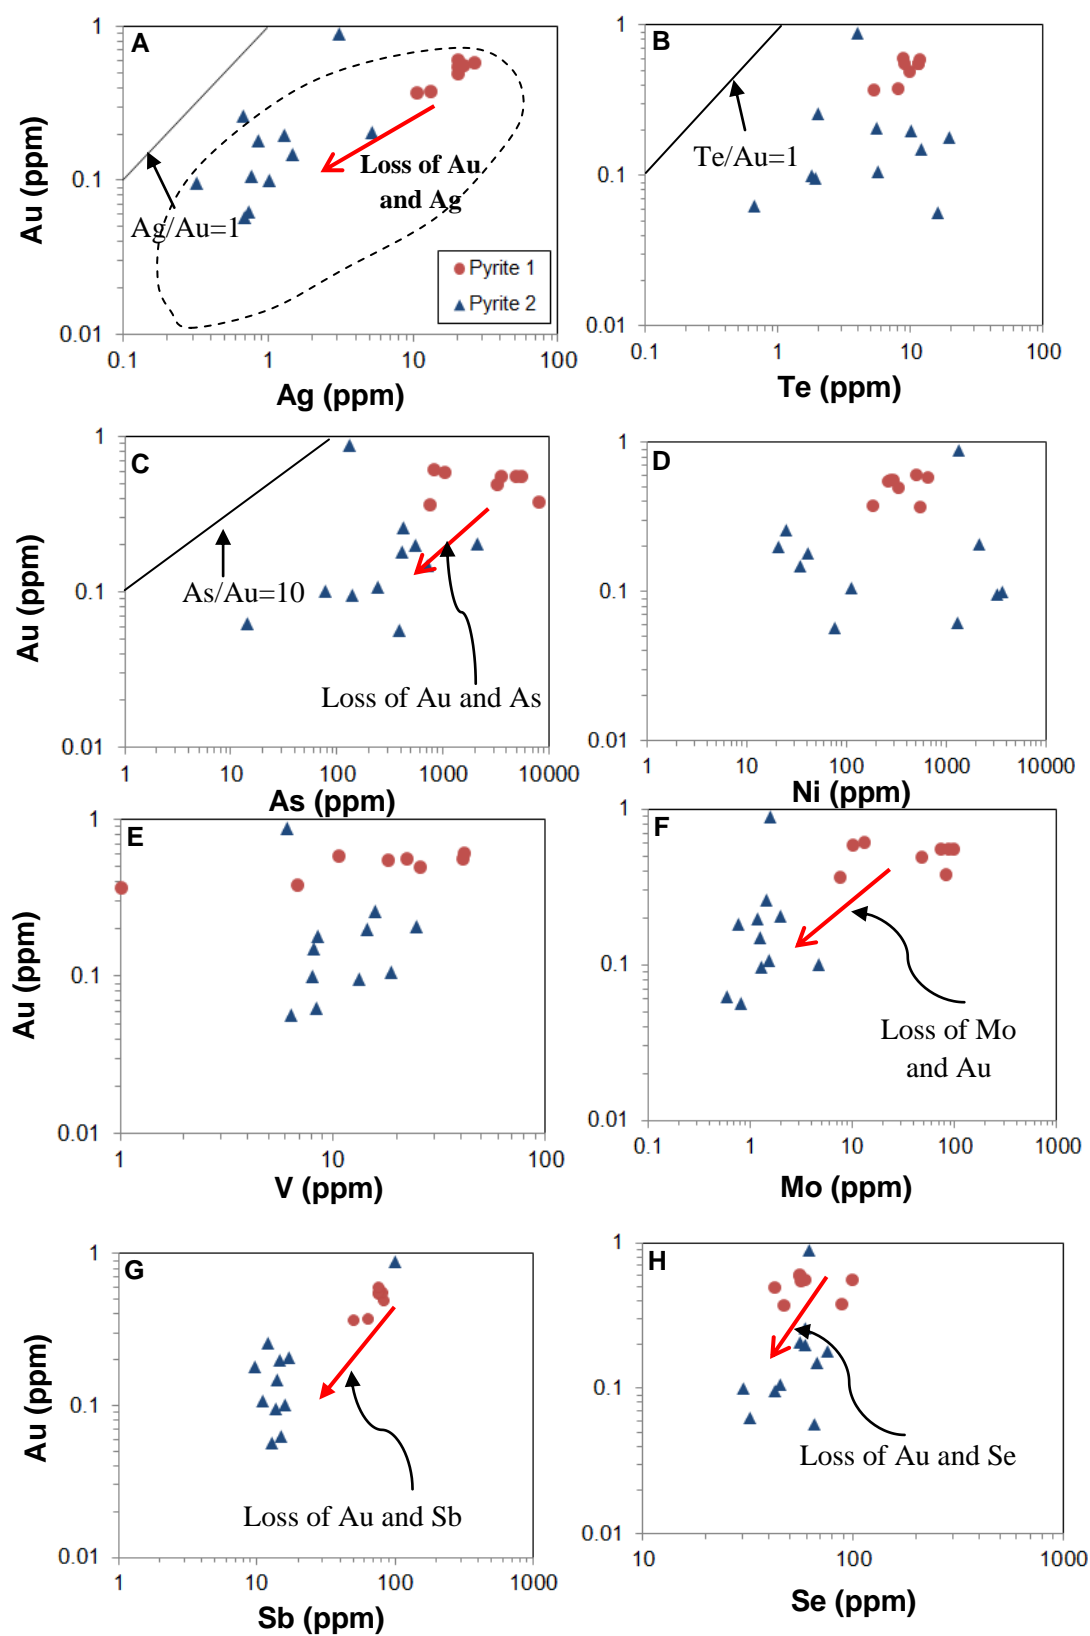 A
1
0.1
0.01
Au (ppm)
Ag/Au=1
Loss of Au
and Ag
Pyrite 1
Pyrite 2
0.1
1
10
100
Ag (ppm)
B
1
0.1
0.01
Te/Au=1
0.1
1
10
100
Te (ppm)
C
1
0.1
0.01
Au (ppm)
As/Au=10
Loss of Au and As
1
10
100
1000
10000
As (ppm)
D
1
0.1
0.01
1
10
100
1000
10000
Ni (ppm)
E
1
0.1
0.01
Au (ppm)
1
10
100
V (ppm)
F
1
0.1
0.01
Loss of Mo
and Au
0.1
1
10
100
1000
Mo (ppm)
G
1
0.1
0.01
Au (ppm)
Loss of Au and Sb
1
10
100
1000
Sb (ppm)
H
1
0.1
0.01
Loss of Au and Se
10
100
1000
Se (ppm)